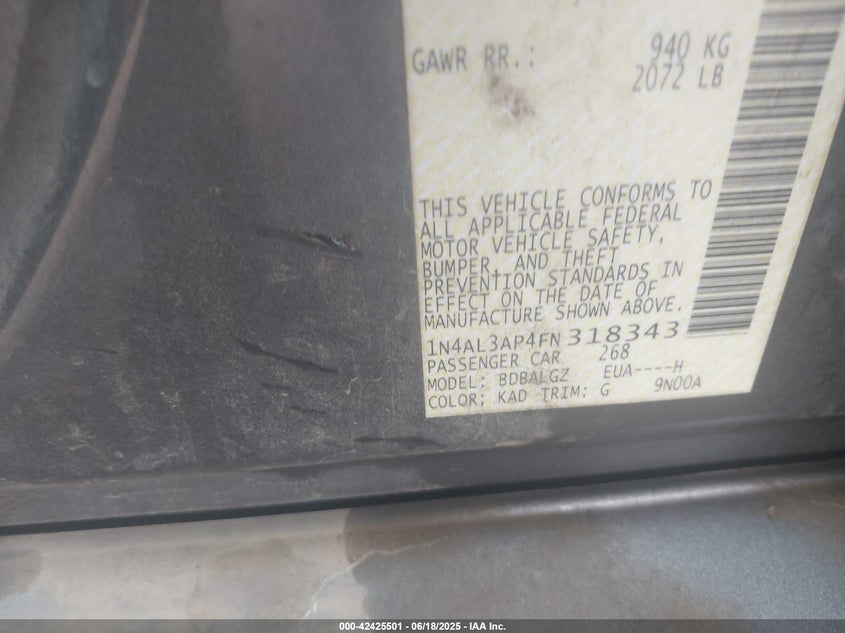 GAWR RR.: 940 KG
2072 LB
THIS VEHICLE CONFORMS TO
ALL APPLICABLE FEDERAL
MOTOR VEHICLE SAFETY,
BUMPER, AND THEFT
PREVENTION STANDARDS IN
EFFECT ON THE DATE OF
MANUFACTURE SHOWN ABOVE.
1N4AL3AP4FN318343
PASSENGER CAR 268
MODEL: BDBALGZ EUA----H
COLOR: KAD TRIM: G 9N00A
000-42425501 - 06/18/2025 - IAA Inc.